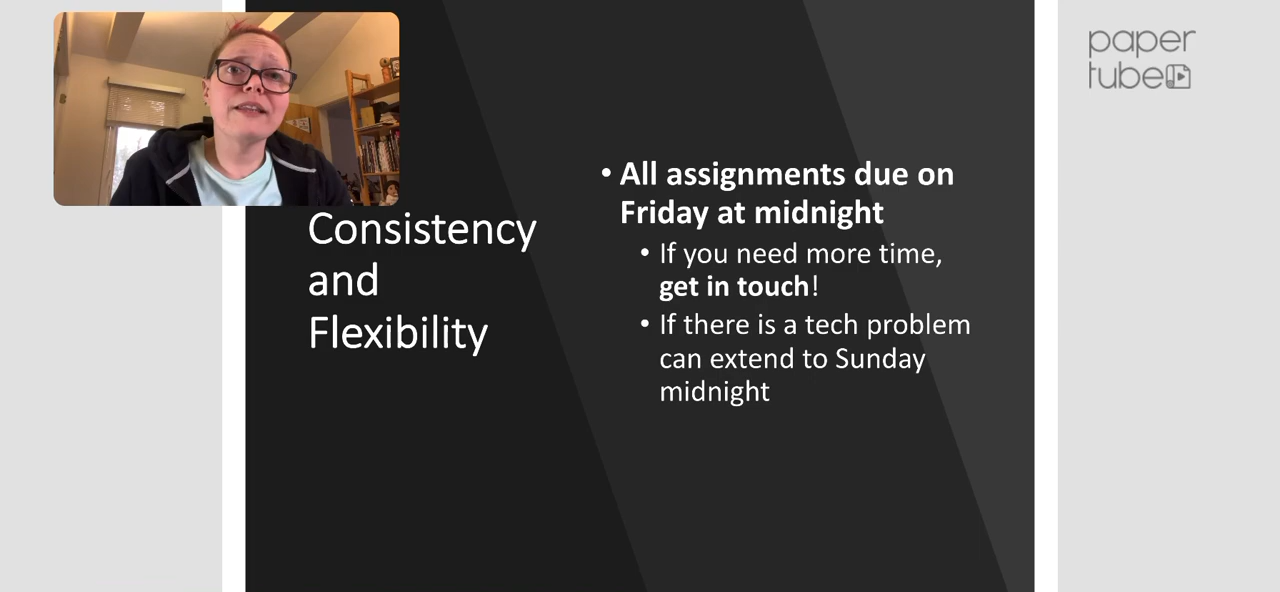 paper
tube
Consistency
and
Flexibility
• All assignments due on
Friday at midnight
• If you need more time,
get in touch!
• If there is a tech problem
can extend to Sunday
midnight